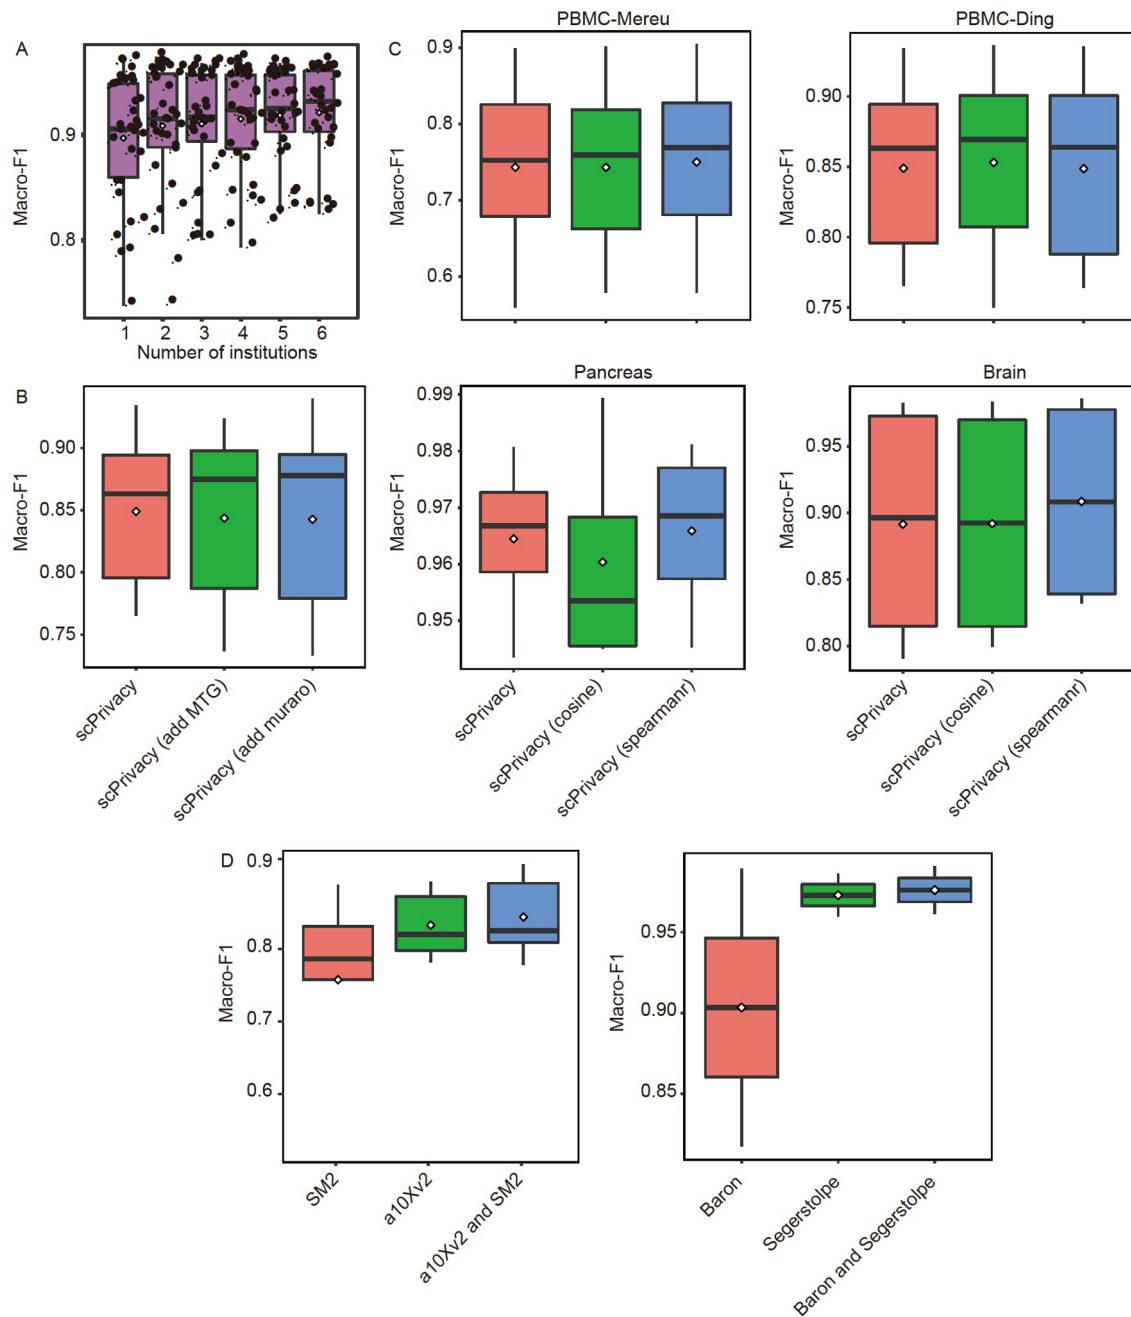 A
Macro-F1
0.9
0.8
1 2 3 4 5 6
Number of institutions
C
PBMC-Mereu
Macro-F1
0.9
0.8
0.7
0.6
PBMC-Ding
Macro-F1
0.90
0.85
0.80
0.75
B
Macro-F1
0.90
0.85
0.80
0.75
scPrivacy
scPrivacy (add MTG)
scPrivacy (add muraro)
Pancreas
Macro-F1
0.99
0.98
0.97
0.96
0.95
scPrivacy
scPrivacy (cosine)
scPrivacy (spearmanr)
Brain
Macro-F1
0.95
0.90
0.85
0.80
scPrivacy
scPrivacy (cosine)
scPrivacy (spearmanr)
D
Macro-F1
0.9
0.8
0.7
0.6
SM2
a10Xv2
a10Xv2 and SM2
Macro-F1
0.95
0.90
0.85
Baron
Segerstolpe
Baron and Segerstolpe